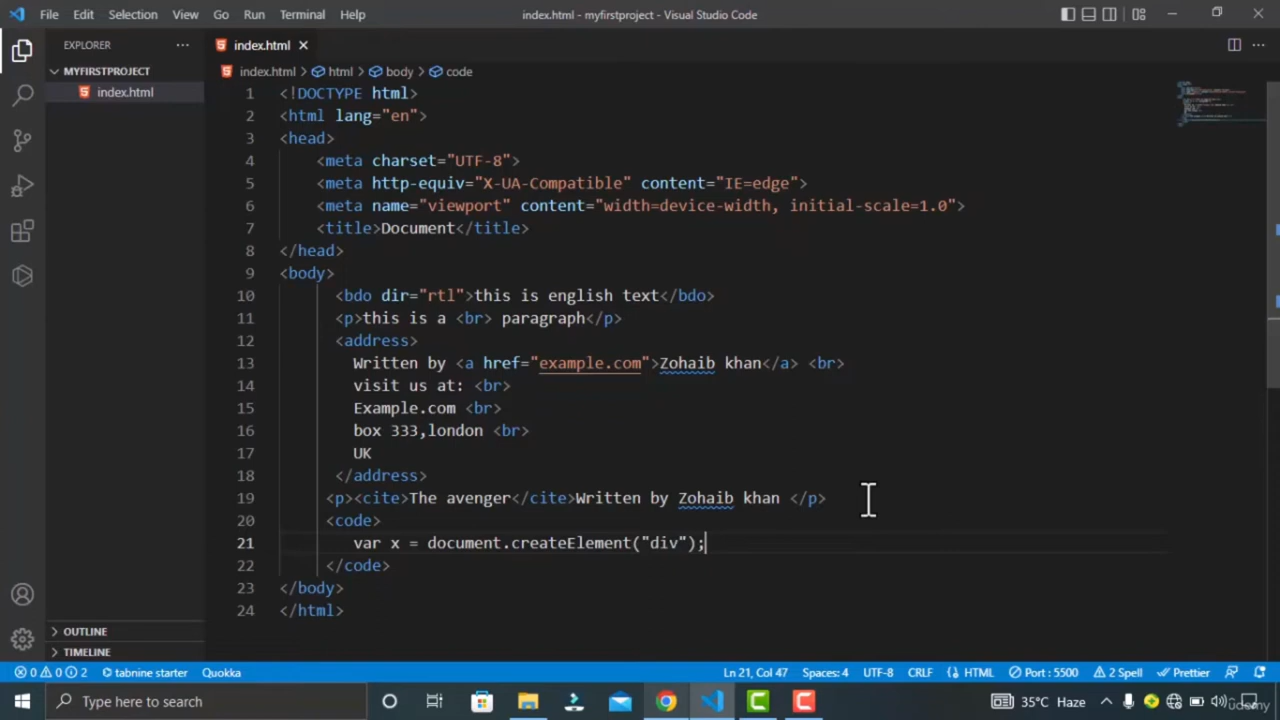 File Edit Selection View Go Run Terminal Help index.html - myfirstproject - Visual Studio Code
EXPLORER
index.html
MYFIRSTPROJECT
index.html
index.html > html > body > code
1 <!DOCTYPE html>
2 <html lang="en">
3 <head>
4 <meta charset="UTF-8">
5 <meta http-equiv="X-UA-Compatible" content="IE=edge">
6 <meta name="viewport" content="width=device-width, initial-scale=1.0">
7 <title>Document</title>
8 </head>
9 <body>
10 <bdo dir="rtl">this is english text</bdo>
11 <p>this is a <br> paragraph</p>
12 <address>
13 Written by <a href="example.com">Zohaib khan</a> <br>
14 visit us at: <br>
15 Example.com <br>
16 box 333,london <br>
17 UK
18 </address>
19 <p><cite>The avenger</cite>Written by Zohaib khan </p>
20 <code>
21 var x = document.createElement("div");
22 </code>
23 </body>
24 </html>
OUTLINE
TIMELINE
0 0 2 tabnine starter Quokka Ln 21, Col 47 Spaces: 4 UTF-8 CRLF HTML Port : 5500 2 Spell Prettier
Type here to search 35°C Haze
Udemy